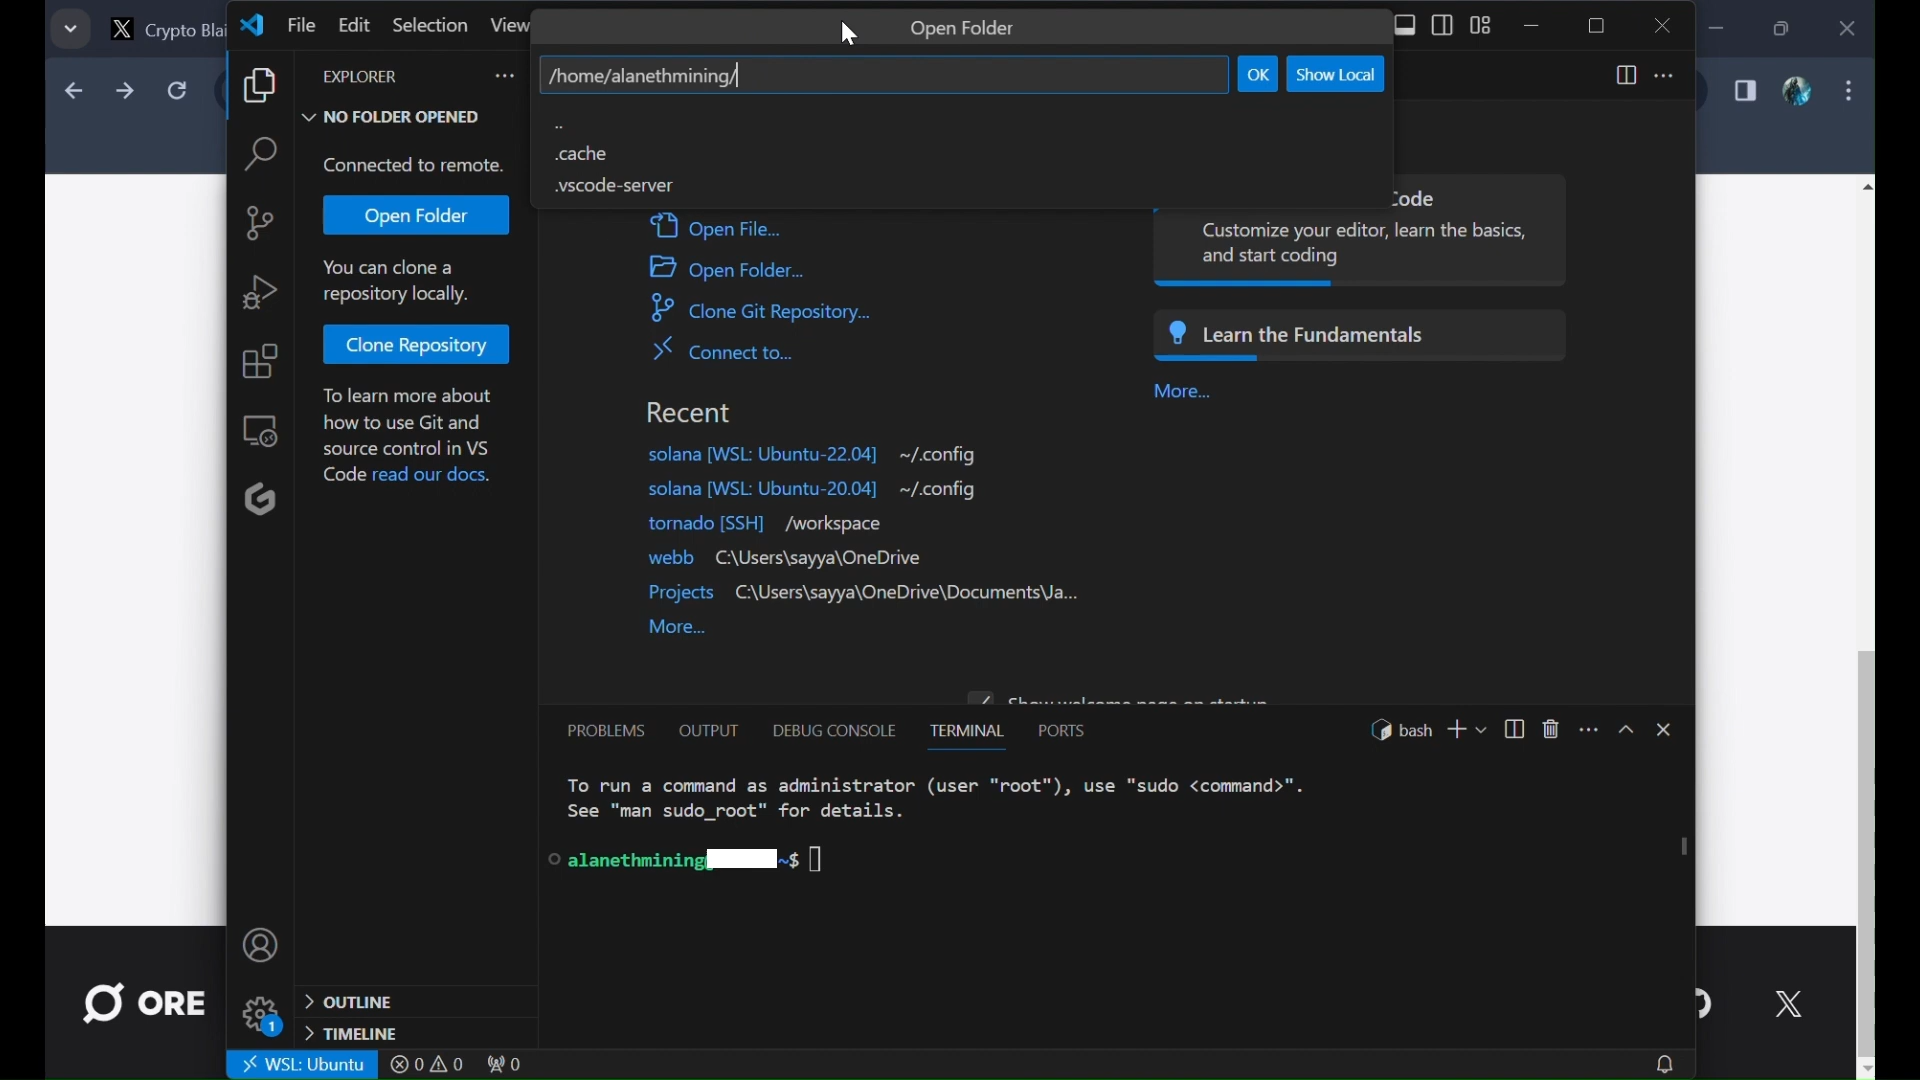 Crypto Blai
File Edit Selection View
Open Folder
/home/alanethmining/
OK
Show Local
..
.cache
.vscode-server
EXPLORER
NO FOLDER OPENED
Connected to remote.
Open Folder
You can clone a
repository locally.
Clone Repository
To learn more about
how to use Git and
source control in VS
Code read our docs.
Open File...
Open Folder...
Clone Git Repository...
Connect to...
Recent
solana [WSL: Ubuntu-22.04] ~/.config
solana [WSL: Ubuntu-20.04] ~/.config
tornado [SSH] /workspace
webb C:\Users\sayya\OneDrive
Projects C:\Users\sayya\OneDrive\Documents\Ja...
More...
Code
Customize your editor, learn the basics,
and start coding
Learn the Fundamentals
More...
PROBLEMS OUTPUT DEBUG CONSOLE TERMINAL PORTS
bash
To run a command as administrator (user "root"), use "sudo <command>".
See "man sudo_root" for details.
alanethmining ~$
OUTLINE
TIMELINE
1
WSL: Ubuntu
0 0 0
ORE